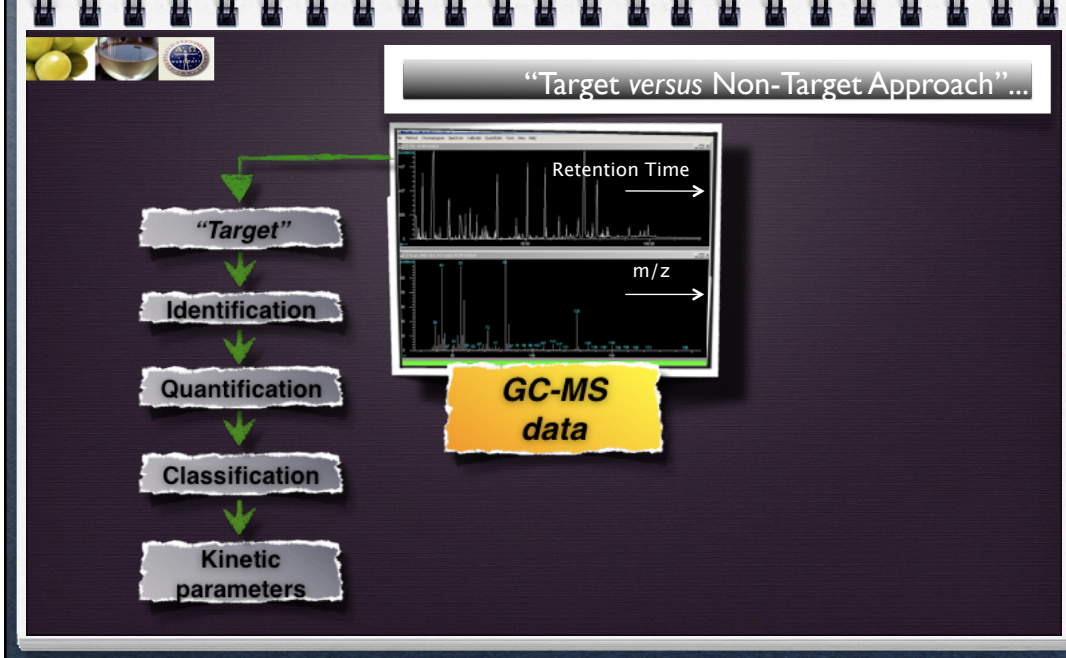 “Target versus Non-Target Approach”...
Retention Time
m/z
GC-MS
data
“Target”
Identification
Quantification
Classification
Kinetic
parameters